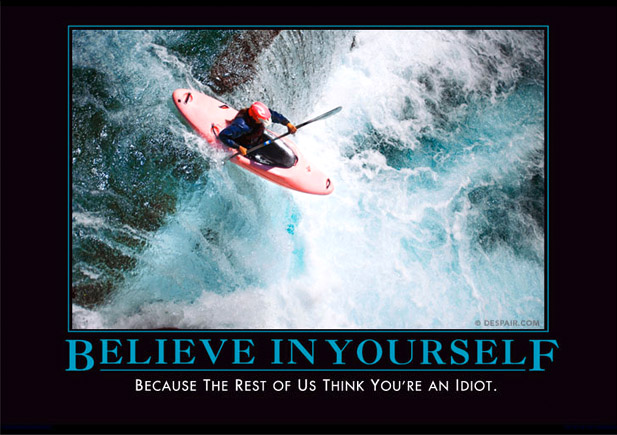 © DESPAIR.COM
BELIEVE IN YOURSELF
BECAUSE THE REST OF US THINK YOU'RE AN IDIOT.